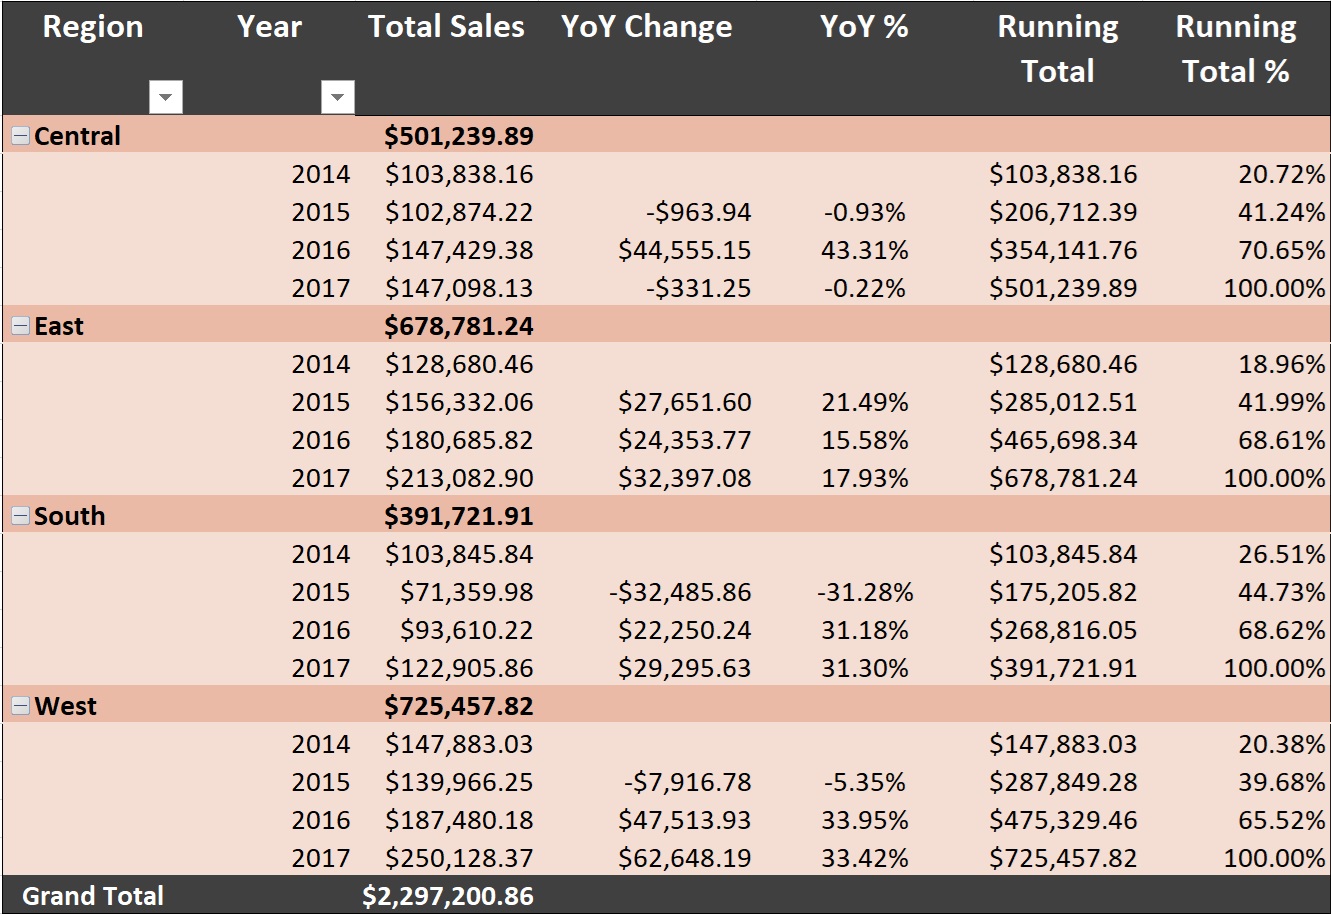 Region Year Total Sales YoY Change YoY % Running Total Running Total %
Central $501,239.89
2014 $103,838.16 $103,838.16 20.72%
2015 $102,874.22 -$963.94 -0.93% $206,712.39 41.24%
2016 $147,429.38 $44,555.15 43.31% $354,141.76 70.65%
2017 $147,098.13 -$331.25 -0.22% $501,239.89 100.00%
East $678,781.24
2014 $128,680.46 $128,680.46 18.96%
2015 $156,332.06 $27,651.60 21.49% $285,012.51 41.99%
2016 $180,685.82 $24,353.77 15.58% $465,698.34 68.61%
2017 $213,082.90 $32,397.08 17.93% $678,781.24 100.00%
South $391,721.91
2014 $103,845.84 $103,845.84 26.51%
2015 $71,359.98 -$32,485.86 -31.28% $175,205.82 44.73%
2016 $93,610.22 $22,250.24 31.18% $268,816.05 68.62%
2017 $122,905.86 $29,295.63 31.30% $391,721.91 100.00%
West $725,457.82
2014 $147,883.03 $147,883.03 20.38%
2015 $139,966.25 -$7,916.78 -5.35% $287,849.28 39.68%
2016 $187,480.18 $47,513.93 33.95% $475,329.46 65.52%
2017 $250,128.37 $62,648.19 33.42% $725,457.82 100.00%
Grand Total $2,297,200.86